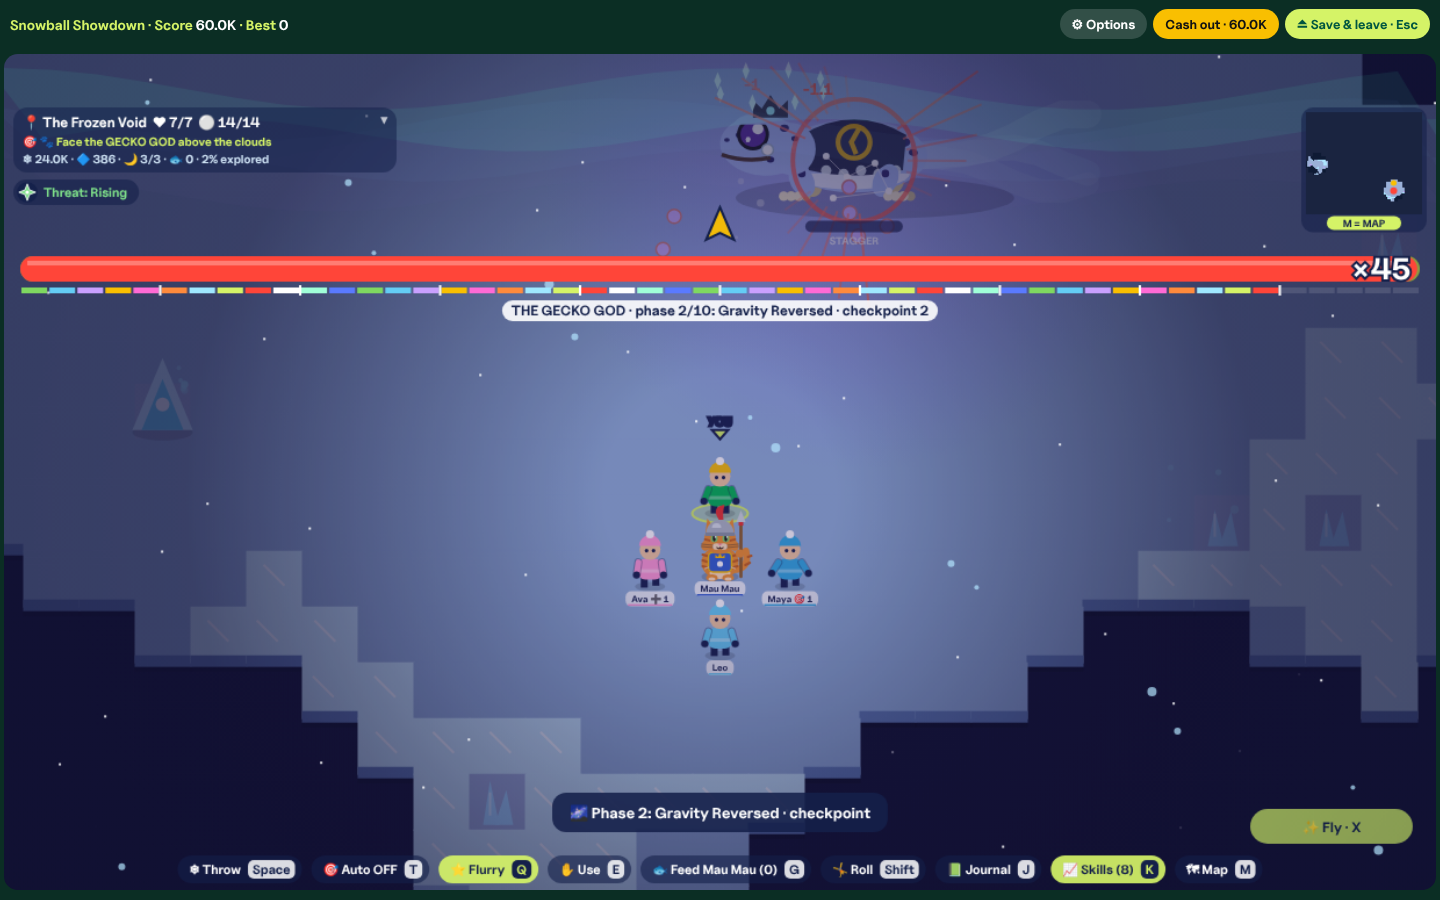 Snowball Showdown · Score 60.0K · Best 0
Options
Cash out · 60.0K
Save & leave · Esc
The Frozen Void 7/7 14/14
Face the GECKO GOD above the clouds
24.0K · 386 · 3/3 · 0 · 2% explored
Threat: Rising
-1
-1.1
STAGGER
M = MAP
×45
THE GECKO GOD · phase 2/10: Gravity Reversed · checkpoint 2
YOU
Ava 1
Mau Mau
Maya 1
Leo
Phase 2: Gravity Reversed · checkpoint
Fly · X
Throw Space
Auto OFF T
Flurry Q
Use E
Feed Mau Mau (0) G
Roll Shift
Journal J
Skills (8) K
Map M